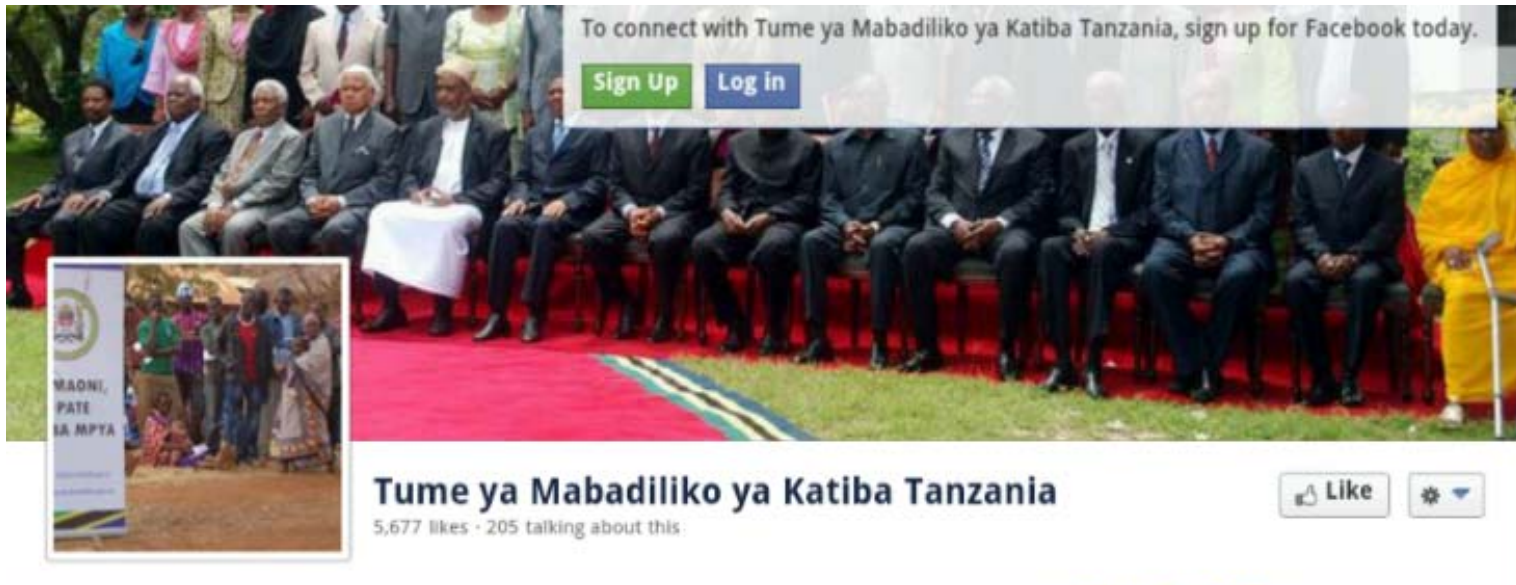 To connect with Tume ya Mabadiliko ya Katiba Tanzania, sign up for Facebook today.
Sign Up Log in
MAONI,
PATE
BA MPYA
Tume ya Mabadiliko ya Katiba Tanzania
Like
5,677 likes · 205 talking about this